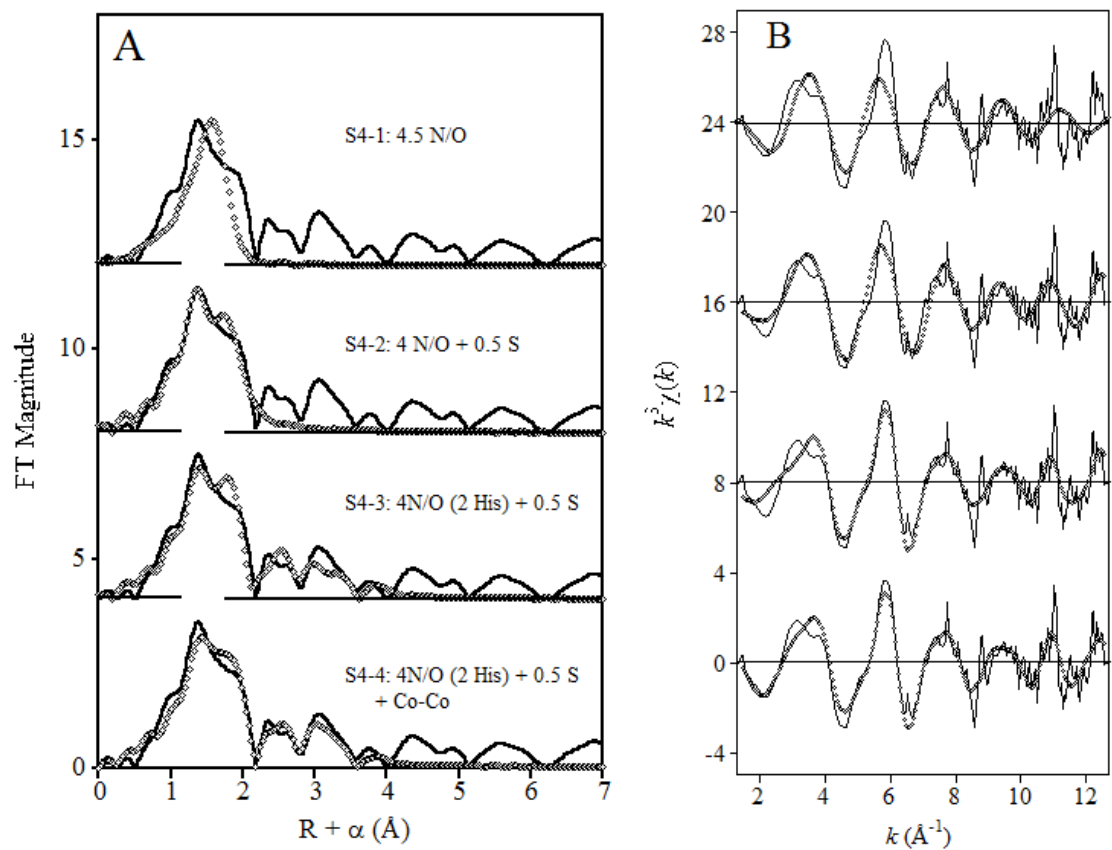 A
15
10
5
0
FT Magnitude
S4-1: 4.5 N/O
S4-2: 4 N/O + 0.5 S
S4-3: 4N/O (2 His) + 0.5 S
S4-4: 4N/O (2 His) + 0.5 S
+ Co-Co
0 1 2 3 4 5 6 7
R + α (Å)
B
28
24
20
16
12
8
4
0
-4
k³χ(k)
2 4 6 8 10 12
k (Å⁻¹)